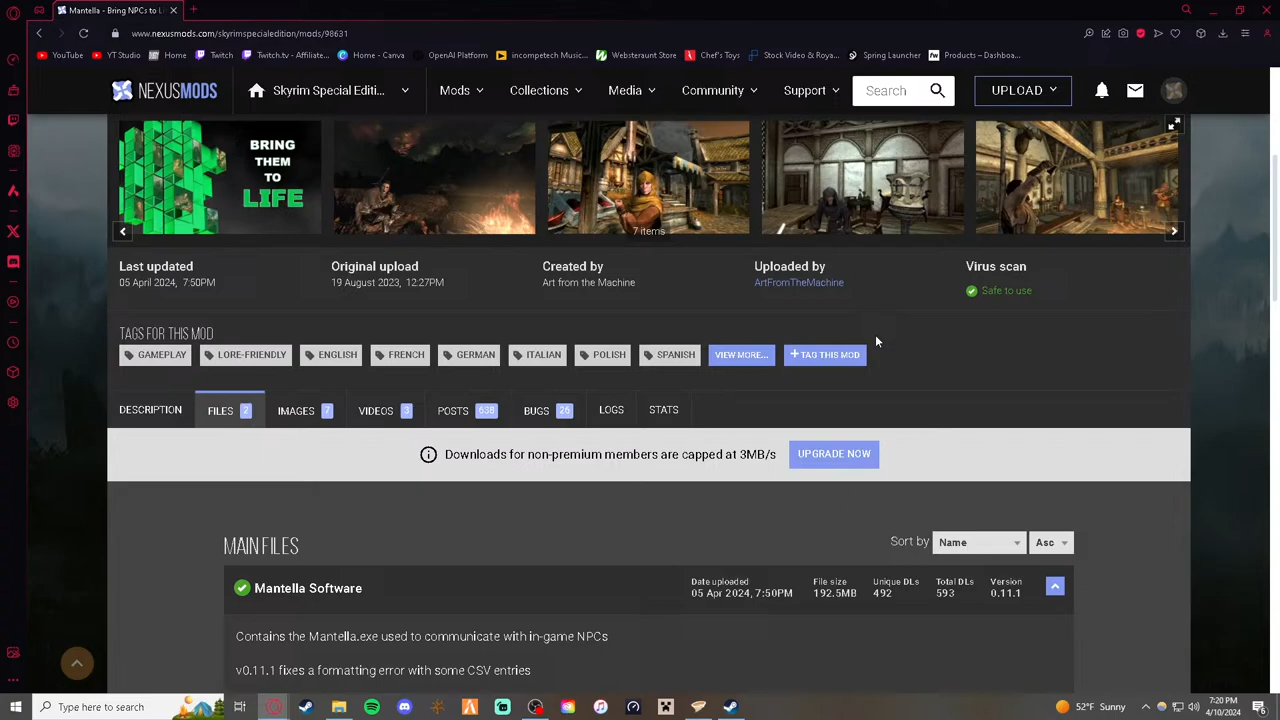 Mantella - Bring NPCs to Li
www.nexusmods.com/skyrimspecialedition/mods/98631
YouTube
YT Studio
Home
Twitch
Twitch.tv - Affiliate...
Home - Canva
OpenAI Platform
incompetech Music...
Websteraunt Store
Chef's Toys
Stock Video & Roya...
Spring Launcher
Products – Dashboa...
NEXUSMODS
Skyrim Special Editi...
Mods
Collections
Media
Community
Support
Search
UPLOAD
BRING
THEM
TO
LIFE
7 items
Last updated
05 April 2024, 7:50PM
Original upload
19 August 2023, 12:27PM
Created by
Art from the Machine
Uploaded by
ArtFromTheMachine
Virus scan
Safe to use
TAGS FOR THIS MOD
GAMEPLAY
LORE-FRIENDLY
ENGLISH
FRENCH
GERMAN
ITALIAN
POLISH
SPANISH
VIEW MORE...
+ TAG THIS MOD
DESCRIPTION
FILES 2
IMAGES 7
VIDEOS 3
POSTS 638
BUGS 26
LOGS
STATS
Downloads for non-premium members are capped at 3MB/s
UPGRADE NOW
MAIN FILES
Sort by
Name
Asc
Mantella Software
Date uploaded
05 Apr 2024, 7:50PM
File size
192.5MB
Unique DLs
492
Total DLs
593
Version
0.11.1
Contains the Mantella.exe used to communicate with in-game NPCs
v0.11.1 fixes a formatting error with some CSV entries
Type here to search
52°F Sunny
7:20 PM
4/10/2024
6